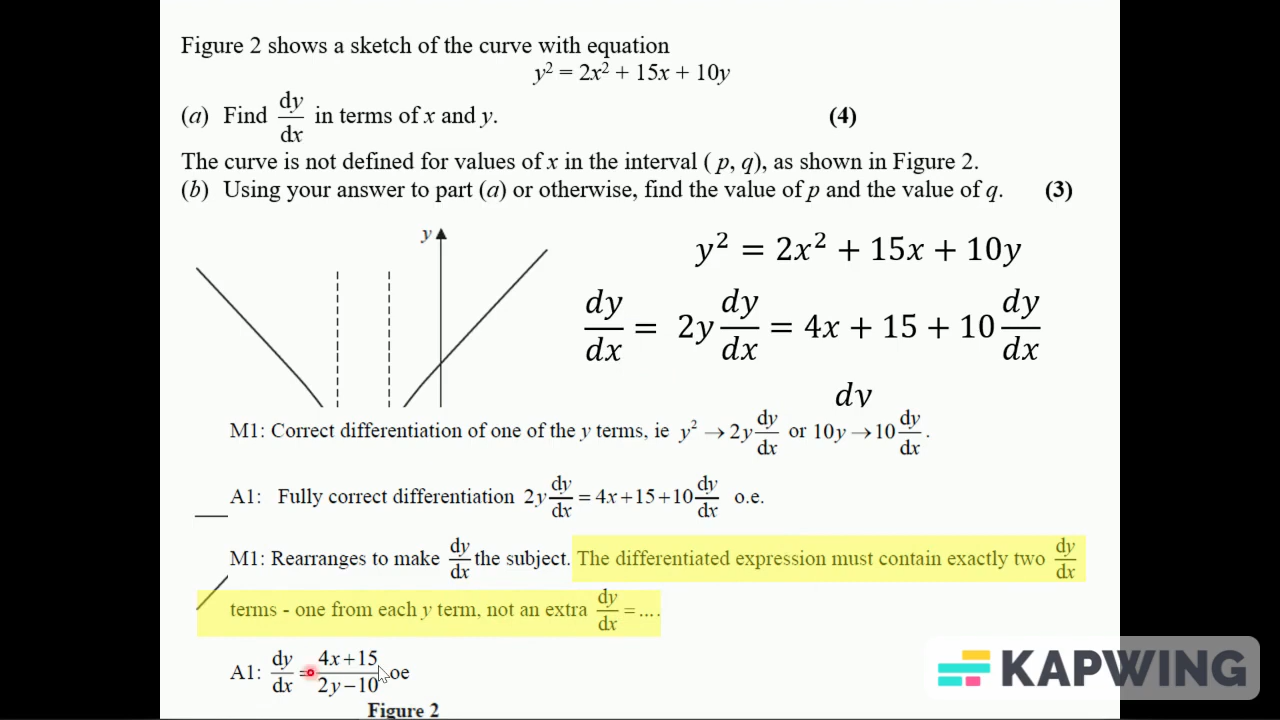 Figure 2 shows a sketch of the curve with equation
y² = 2x² + 15x + 10y
(a) Find dy/dx in terms of x and y. (4)
The curve is not defined for values of x in the interval (p, q), as shown in Figure 2.
(b) Using your answer to part (a) or otherwise, find the value of p and the value of q. (3)
y
y² = 2x² + 15x + 10y
dy/dx = 2y dy/dx = 4x + 15 + 10 dy/dx
dy
M1: Correct differentiation of one of the y terms, ie y² → 2y dy/dx or 10y → 10 dy/dx.
A1: Fully correct differentiation 2y dy/dx = 4x+15+10 dy/dx o.e.
M1: Rearranges to make dy/dx the subject. The differentiated expression must contain exactly two dy/dx
terms - one from each y term, not an extra dy/dx = ….
A1: dy/dx = (4x+15)/(2y−10) oe
Figure 2
KAPWING